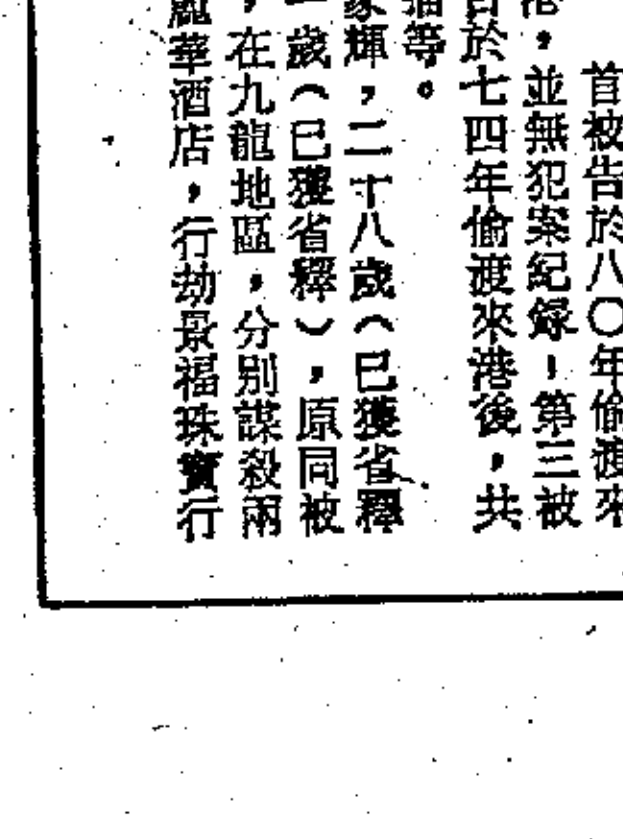 首被告於八〇年偷渡來
港，並無犯案紀錄！第三被
告於七四年偷渡來港後，共
等。
家輝，二十八歲（已獲省釋
一歲（已獲省釋），原同被
，在九龍地區，分別謀殺兩
麗華酒店，行劫景福珠寶行